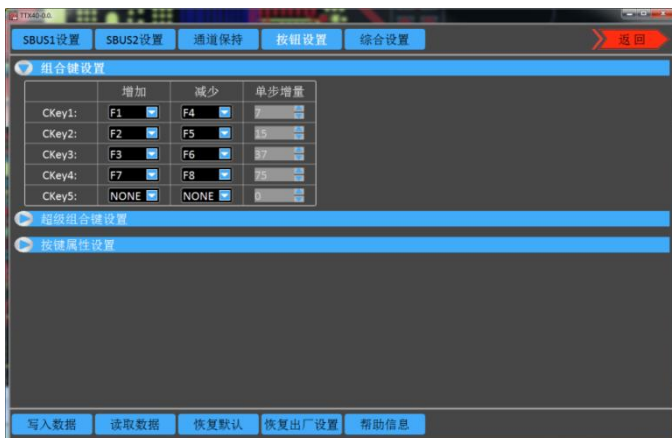 TTX40-0.0.
SBUS1设置 SBUS2设置 通道保持 按钮设置 综合设置 返回
组合键设置
增加 减少 单步增量
CKey1: F1 F4 7
CKey2: F2 F5 15
CKey3: F3 F6 37
CKey4: F7 F8 75
CKey5: NONE NONE 0
超级组合键设置
按键属性设置
写入数据 读取数据 恢复默认 恢复出厂设置 帮助信息